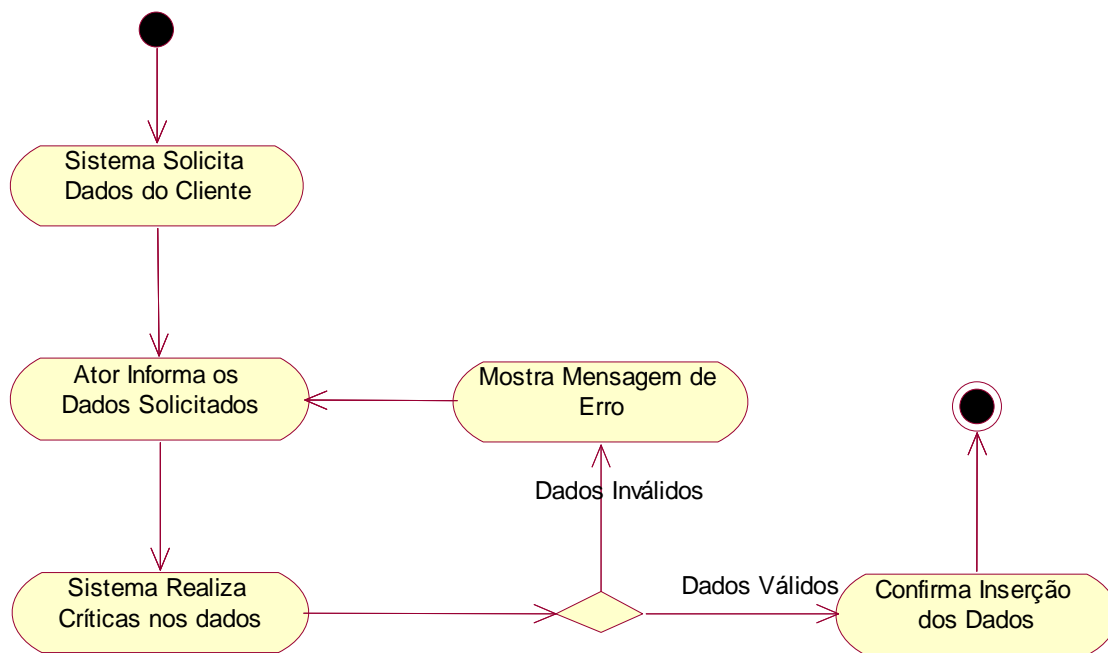 Sistema Solicita
Dados do Cliente
Ator Informa os
Dados Solicitados
Mostra Mensagem de
Erro
Dados Inválidos
Sistema Realiza
Críticas nos dados
Dados Válidos
Confirma Inserção
dos Dados